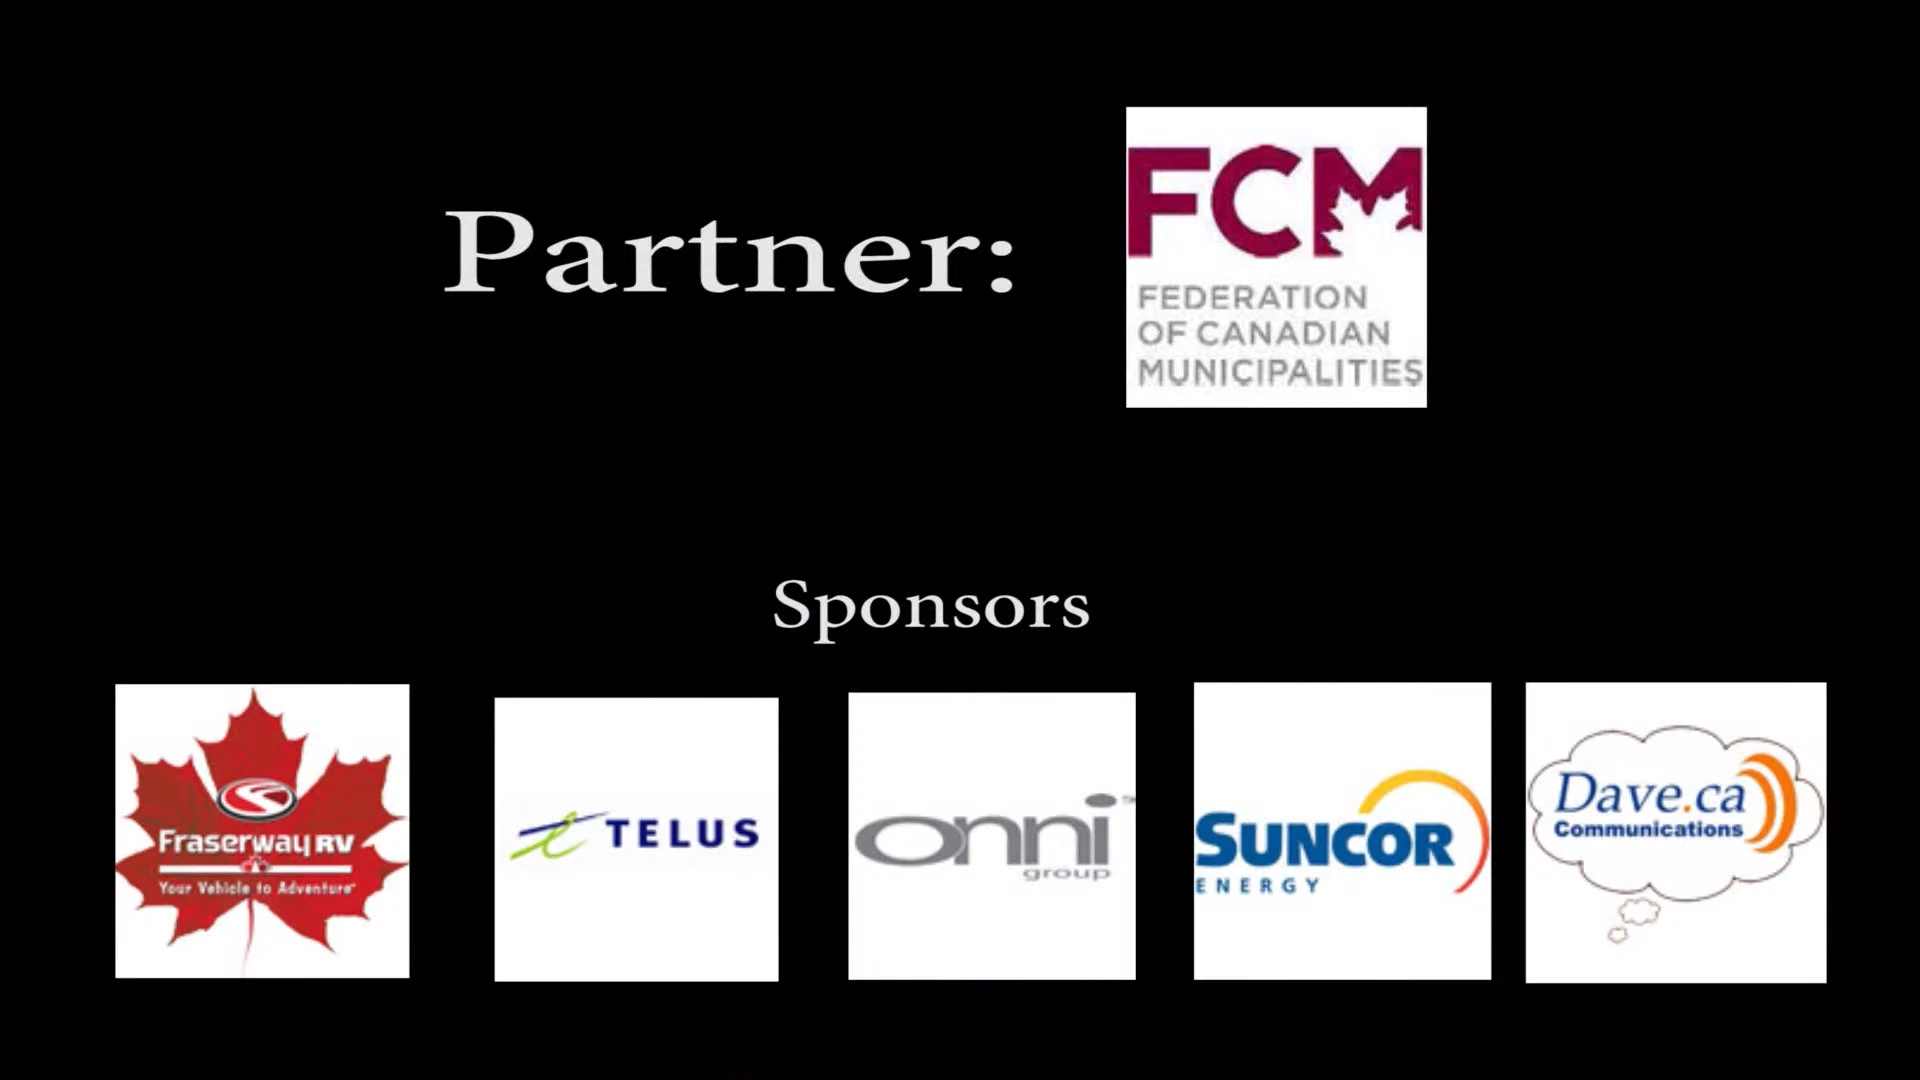 Partner:
FCM
FEDERATION
OF CANADIAN
MUNICIPALITIES
Sponsors
Fraserway RV
Your Vehicle to Adventure
TELUS
onni
group
SUNCOR
ENERGY
Dave.ca
Communications